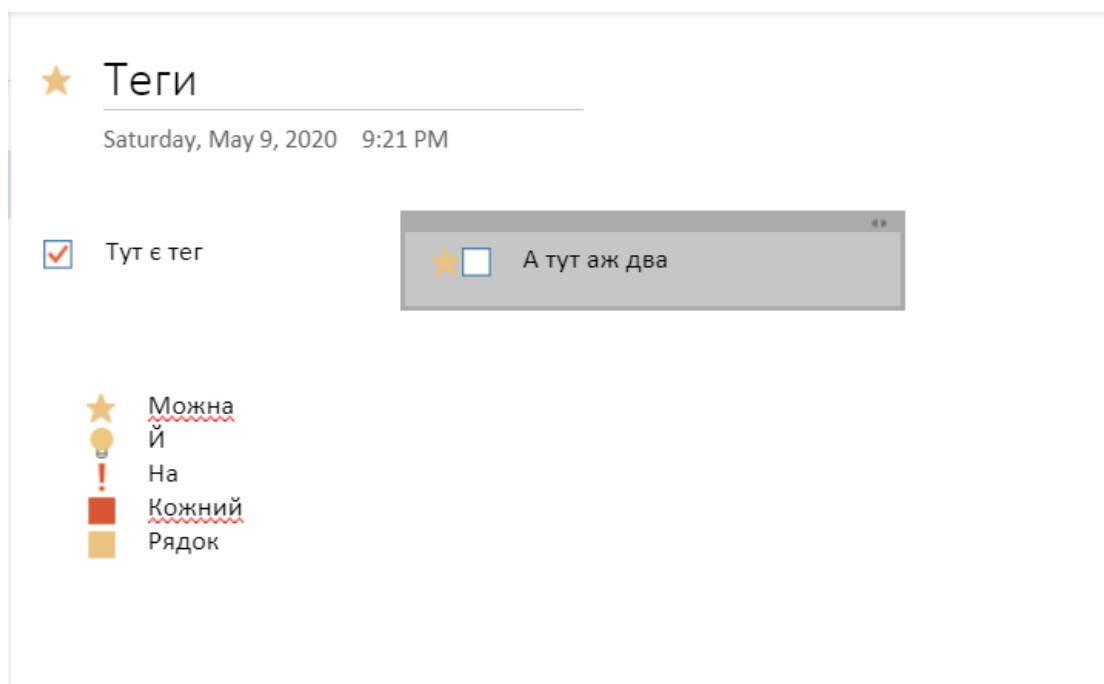 Теги
Saturday, May 9, 2020 9:21 PM
Тут є тег
А тут аж два
Можна
Й
На
Кожний
Рядок